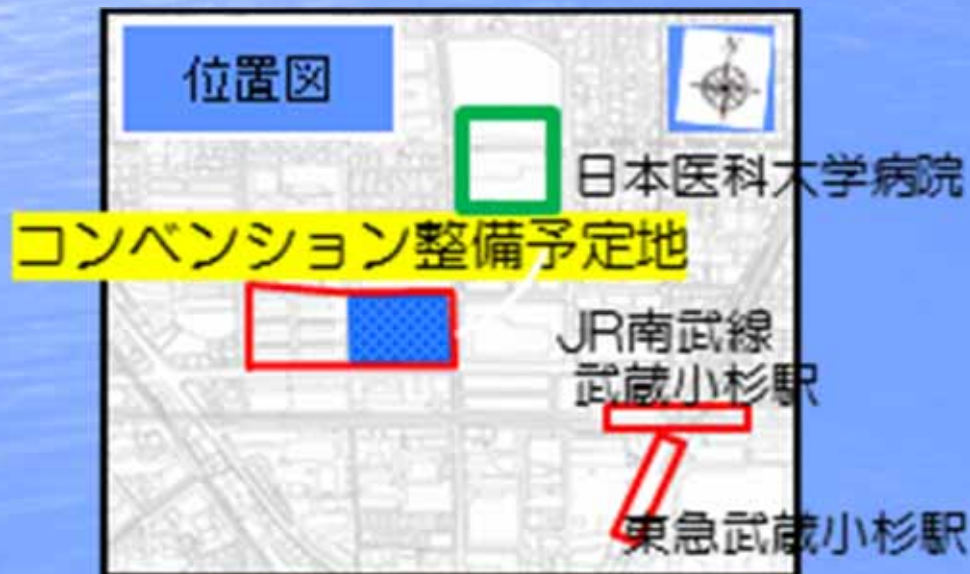 位置図
N
日本医科大学病院
コンベンション整備予定地
JR南武線
武蔵小杉駅
東急武蔵小杉駅